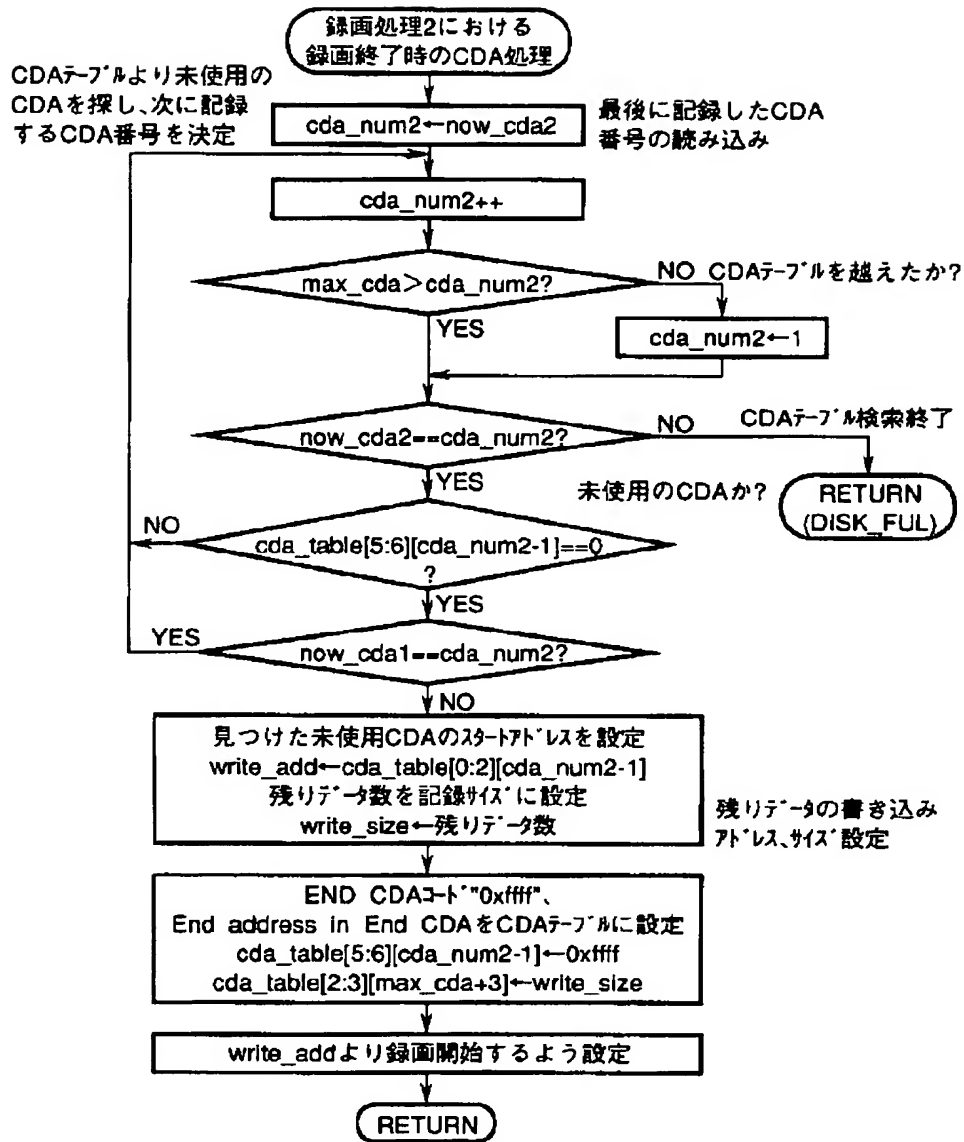 録画処理2における
録画終了時のCDA処理
CDAテーブルより未使用の
CDAを探し、次に記録
するCDA番号を決定
cda_num2←now_cda2
最後に記録したCDA
番号の読み込み
cda_num2++
max_cda>cda_num2?
NO
CDAテーブルを越えたか?
YES
cda_num2←1
now_cda2==cda_num2?
NO
CDAテーブル検索終了
YES
未使用のCDAか?
RETURN
(DISK_FUL)
NO
cda_table[5:6][cda_num2-1]==0
?
YES
YES
now_cda1==cda_num2?
NO
見つけた未使用CDAのスタートアドレスを設定
write_add←cda_table[0:2][cda_num2-1]
残りデータ数を記録サイズに設定
write_size←残りデータ数
残りデータの書き込み
アドレス、サイズ設定
END CDAコード"0xffff"、
End address in End CDAをCDAテーブルに設定
cda_table[5:6][cda_num2-1]←0xffff
cda_table[2:3][max_cda+3]←write_size
write_addより録画開始するよう設定
RETURN